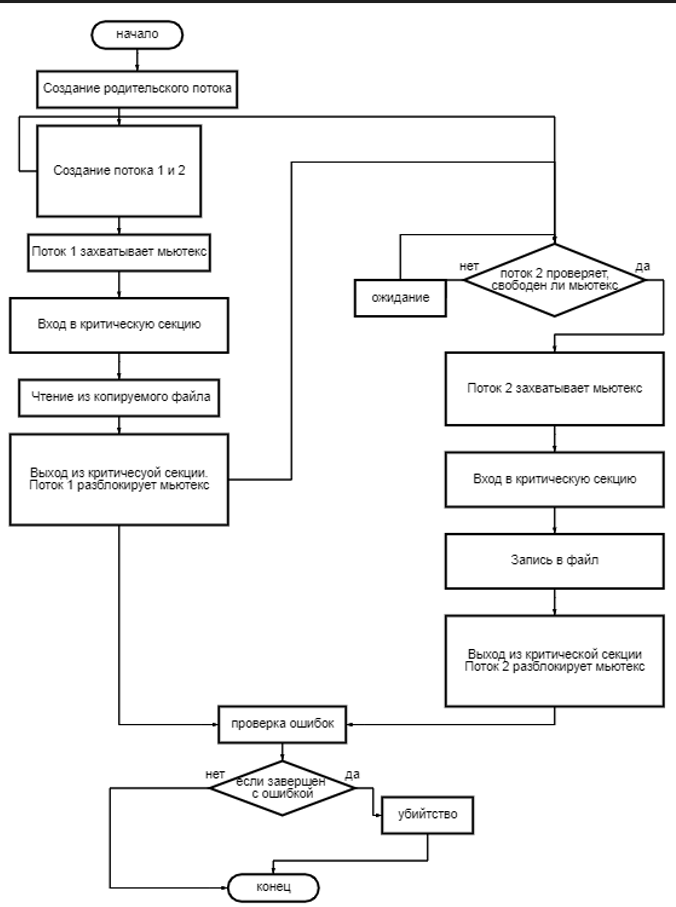 начало
Создание родительского потока
Создание потока 1 и 2
Поток 1 захватывает мьютекс
Вход в критическую секцию
Чтение из копируемого файла
Выход из критичесуой секции.
Поток 1 разблокирует мьютекс
нет
поток 2 проверяет,
свободен ли мьютекс
да
ожидание
Поток 2 захватывает мьютекс
Вход в критическую секцию
Запись в файл
Выход из критической секции
Поток 2 разблокирует мьютекс
проверка ошибок
нет
если завершен
с ошибкой
да
убийтство
конец